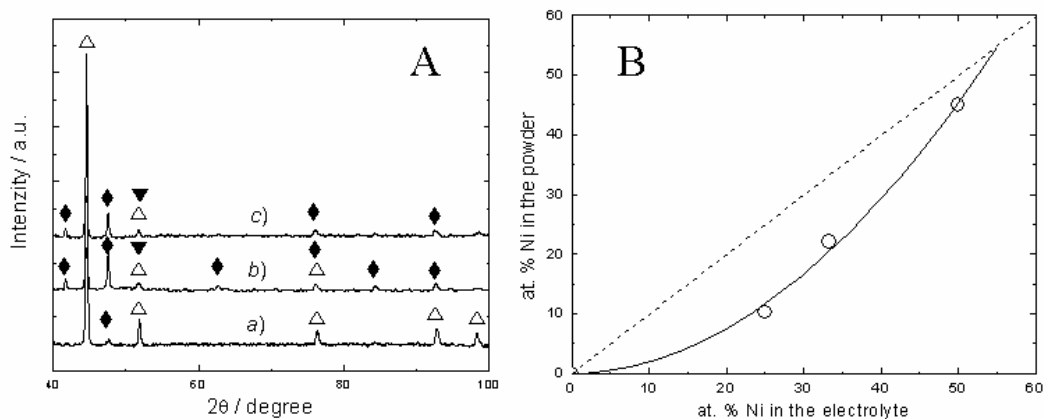 A
Intenzity / a.u.
c)
b)
a)
40 60 80 100
2θ / degree
B
at. % Ni in the powder
60
50
40
30
20
10
0
0 10 20 30 40 50 60
at. % Ni in the electrolyte